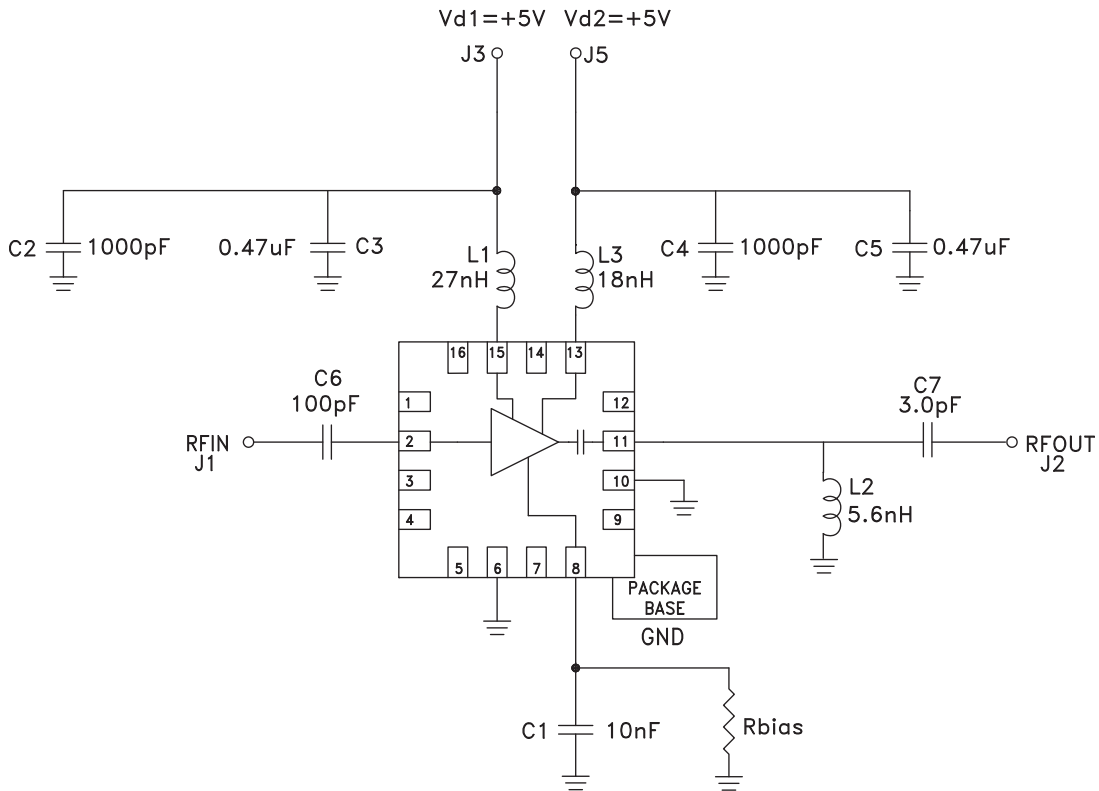 Vd1=+5V Vd2=+5V
J3 J5
C2 1000pF 0.47uF C3
L1
27nH
L3
18nH
C4 1000pF C5 0.47uF
16 15 14 13
C6
100pF
RFIN
J1
1
2
3
4
12
11
10
9
5 6 7 8
C7
3.0pF
RFOUT
J2
L2
5.6nH
PACKAGE
BASE
GND
C1 10nF
Rbias